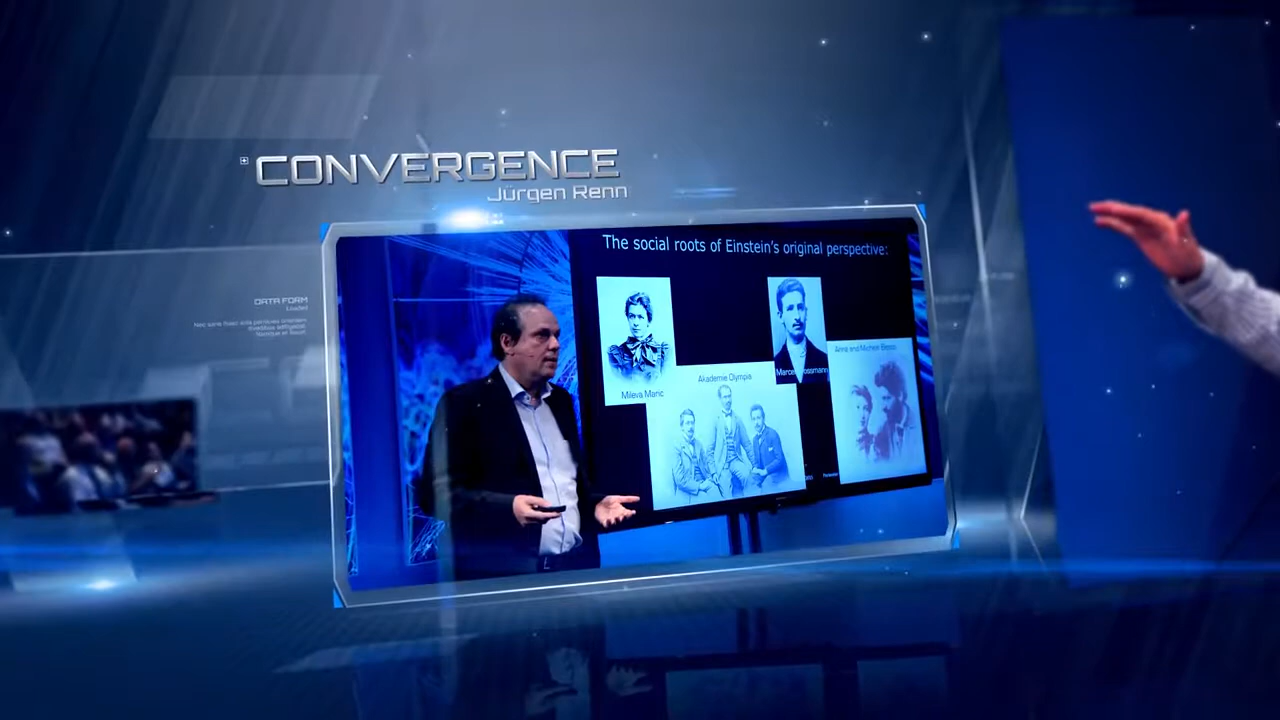 CONVERGENCE
Jürgen Renn
The social roots of Einstein's original perspective:
DATA FORM
Mileva Maric
Akademie Olympia
Marcel Grossmann
Anna and Michele Besso